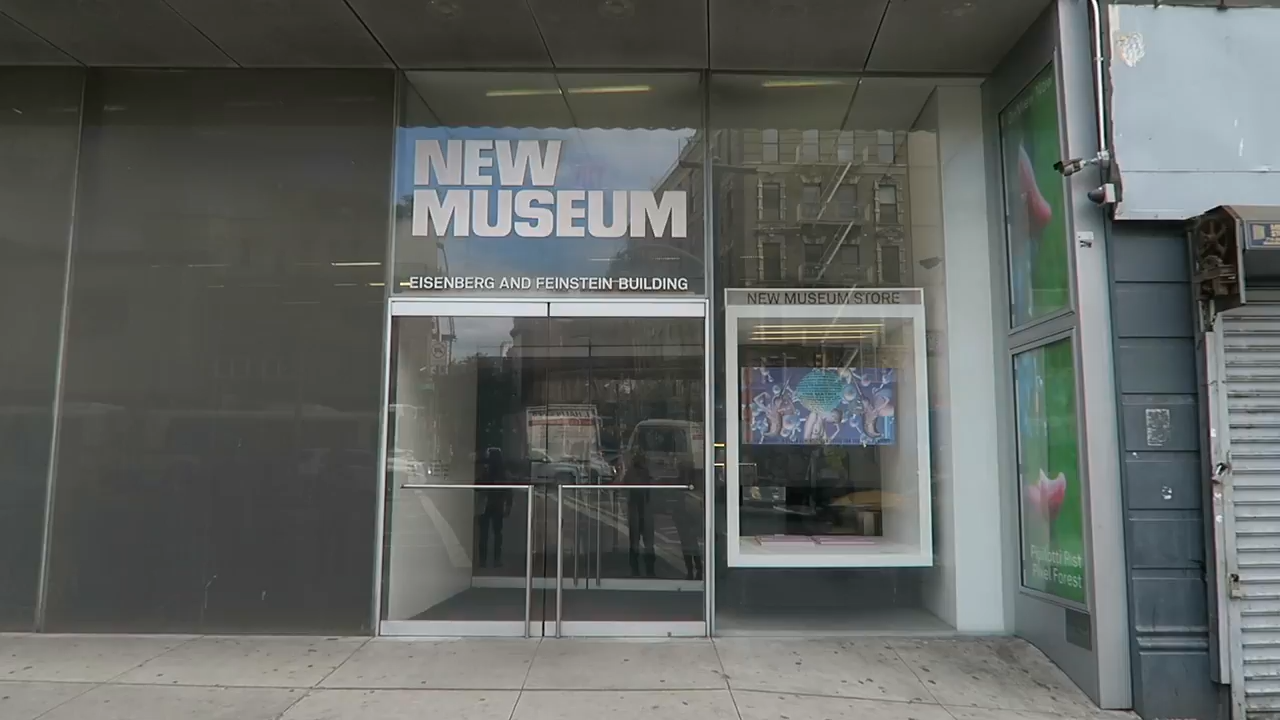 NEW
MUSEUM
EISENBERG AND FEINSTEIN BUILDING
NEW MUSEUM STORE
Pipilotti Rist
Pixel Forest